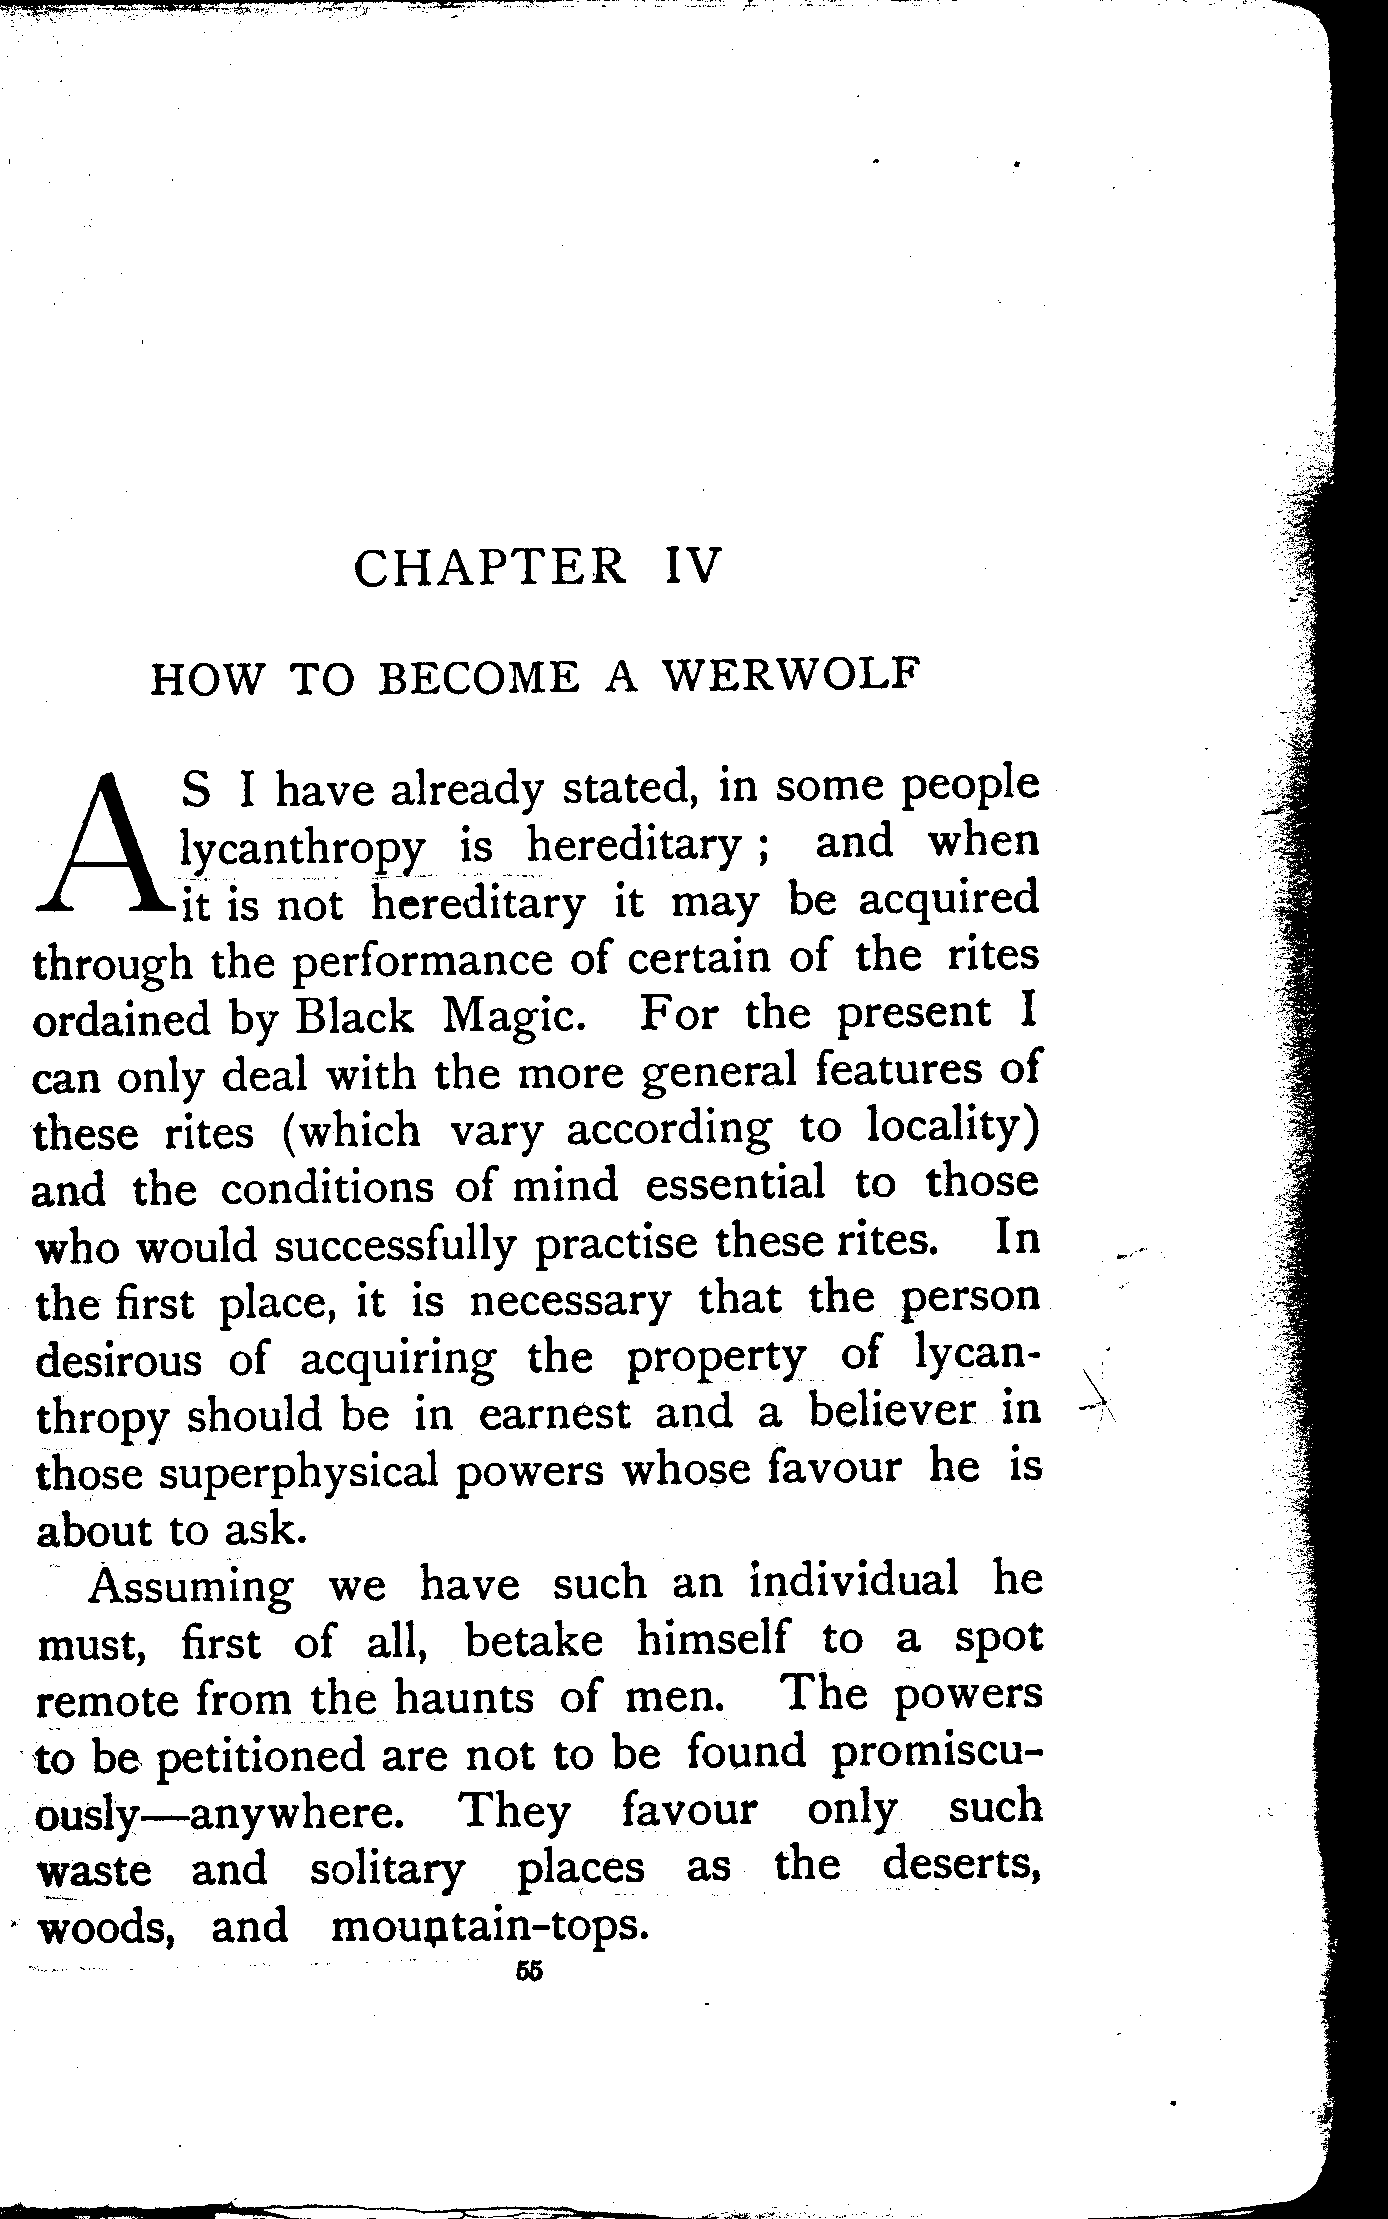 CHAPTER IV
HOW TO BECOME A WERWOLF
AS I have already stated, in some people
lycanthropy is hereditary ; and when
it is not hereditary it may be acquired
through the performance of certain of the rites
ordained by Black Magic. For the present I
can only deal with the more general features of
these rites (which vary according to locality)
and the conditions of mind essential to those
who would successfully practise these rites. In
the first place, it is necessary that the person
desirous of acquiring the property of lycan-
thropy should be in earnest and a believer in
those superphysical powers whose favour he is
about to ask.
Assuming we have such an individual he
must, first of all, betake himself to a spot
remote from the haunts of men. The powers
to be petitioned are not to be found promiscu-
ously—anywhere. They favour only such
waste and solitary places as the deserts,
woods, and mountain-tops.
55